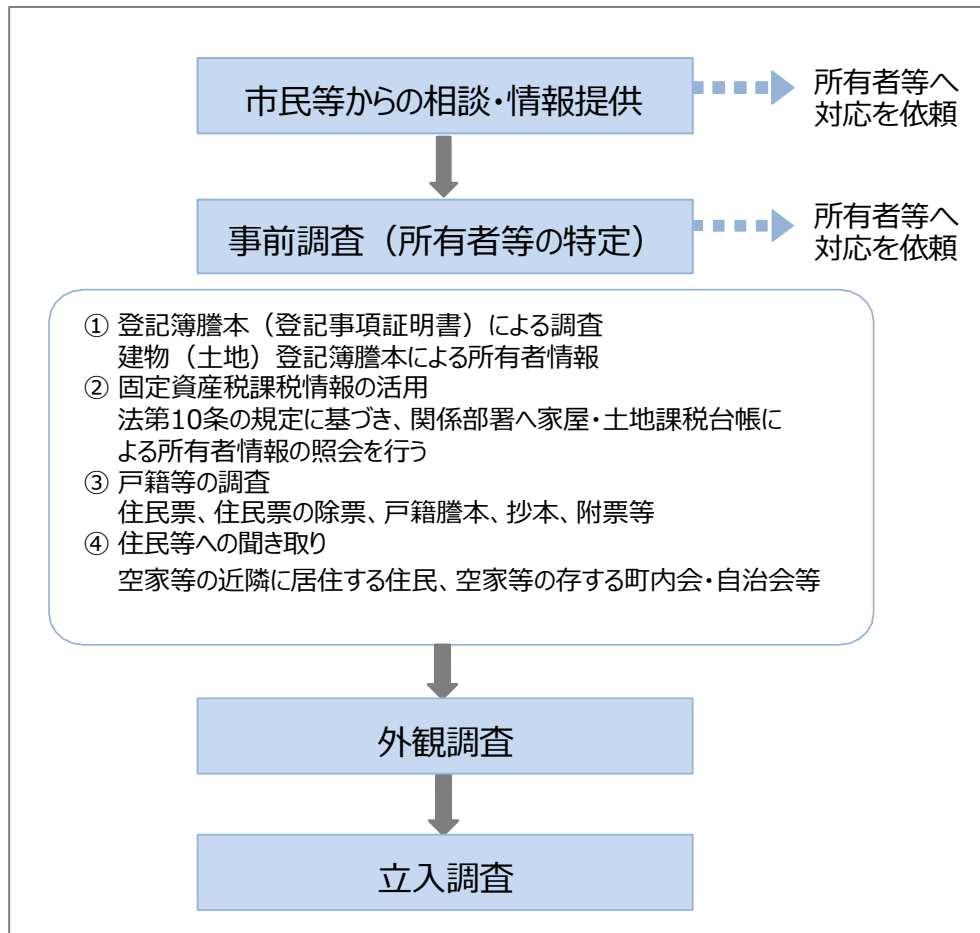 市民等からの相談・情報提供
所有者等へ
対応を依頼
事前調査（所有者等の特定）
所有者等へ
対応を依頼
① 登記簿謄本（登記事項証明書）による調査
建物（土地）登記簿謄本による所有者情報
② 固定資産税課税情報の活用
法第10条の規定に基づき、関係部署へ家屋・土地課税台帳に
よる所有者情報の照会を行う
③ 戸籍等の調査
住民票、住民票の除票、戸籍謄本、抄本、附票等
④ 住民等への聞き取り
空家等の近隣に居住する住民、空家等の存する町内会・自治会等
外観調査
立入調査